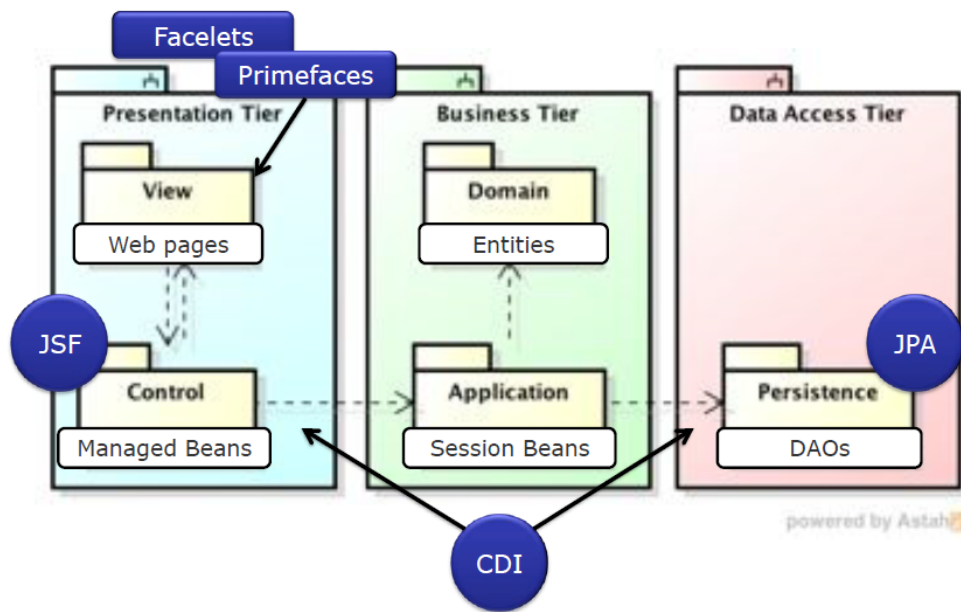 Facelets
Primefaces
Presentation Tier
Business Tier
Data Access Tier
View
Domain
Web pages
Entities
JSF
JPA
Control
Application
Persistence
Managed Beans
Session Beans
DAOs
powered by Astah
CDI